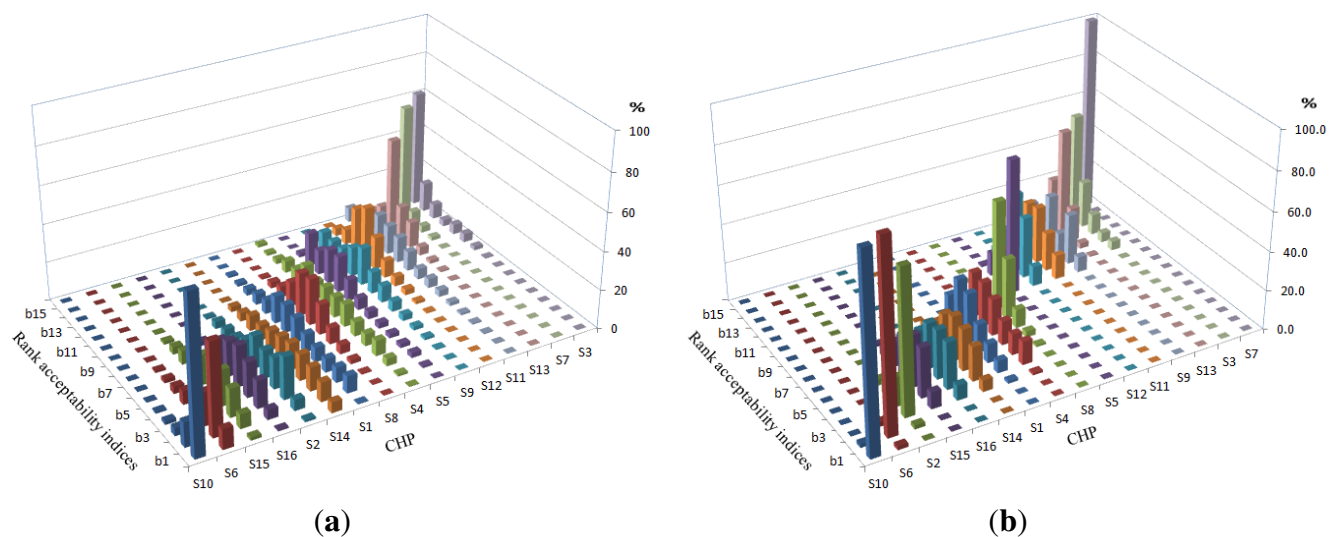 %
100
80
60
40
20
0
b15
b13
b11
b9
b7
b5
b3
b1
Rank acceptability indices
S10
S6
S15
S16
S2
S14
S1
S8
S4
S5
S9
S12
S11
S13
S7
S3
CHP
(a)
%
100.0
80.0
60.0
40.0
20.0
0.0
b15
b13
b11
b9
b7
b5
b3
b1
Rank acceptability indices
S10
S6
S2
S15
S16
S14
S1
S4
S8
S5
S12
S11
S9
S13
S3
S7
CHP
(b)